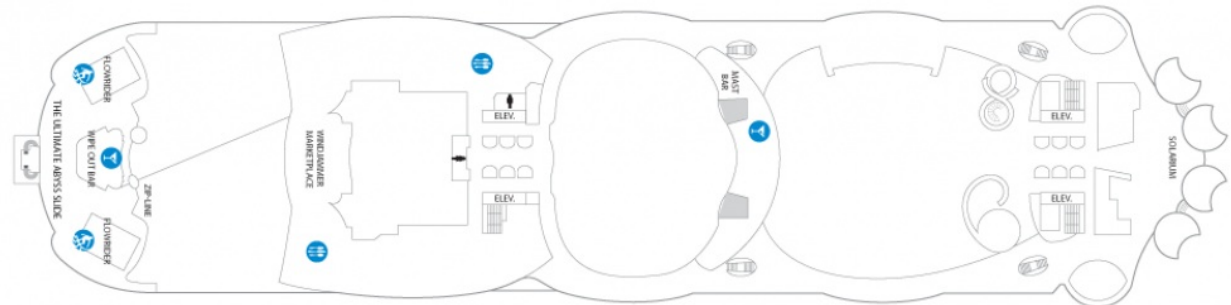 FLOWRIDER
THE ULTIMATE ABYSS SLIDE
WIPE OUT BAR
ZIP-LINE
FLOWRIDER
WINDJAMMER
MARKETPLACE
ELEV.
ELEV.
MAST
BAR
ELEV.
ELEV.
SOLARIUM